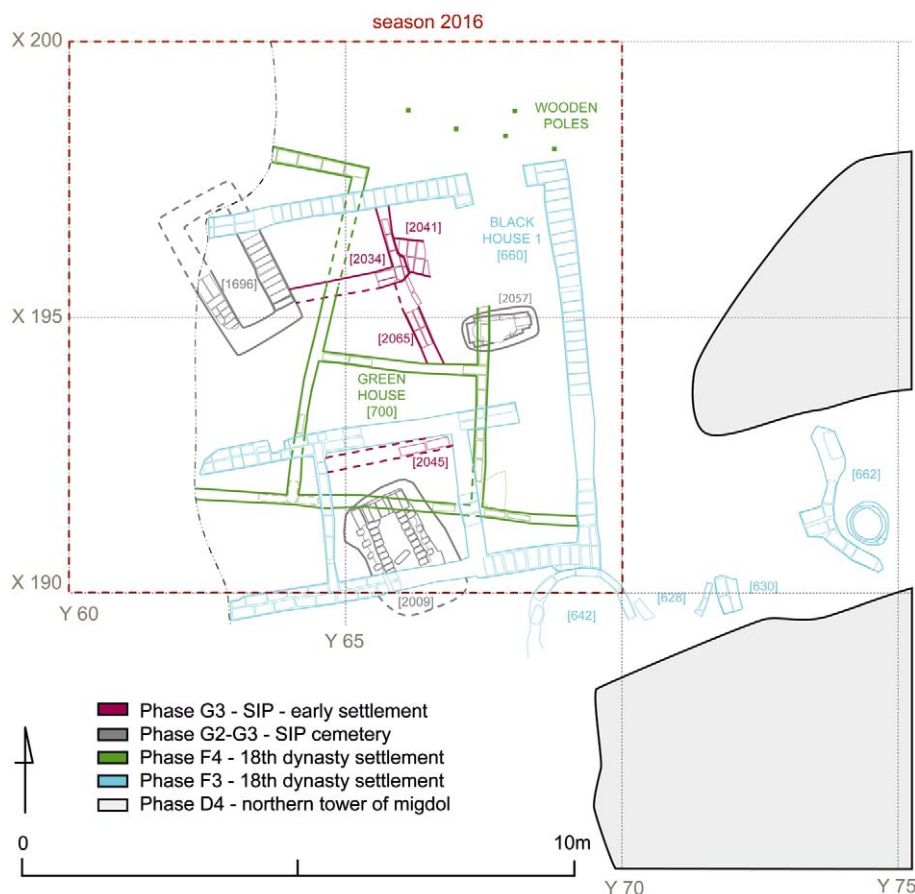 season 2016
X 200
WOODEN
POLES
[2041]
BLACK
HOUSE 1
[660]
[2034]
[1696]
[2057]
X 195
[2065]
GREEN
HOUSE
[700]
[2045]
[662]
X 190
[2009]
[642]
[628]
[630]
Y 60
Y 65
Phase G3 - SIP - early settlement
Phase G2-G3 - SIP cemetery
Phase F4 - 18th dynasty settlement
Phase F3 - 18th dynasty settlement
Phase D4 - northern tower of migdol
0
10m
Y 70
Y 75